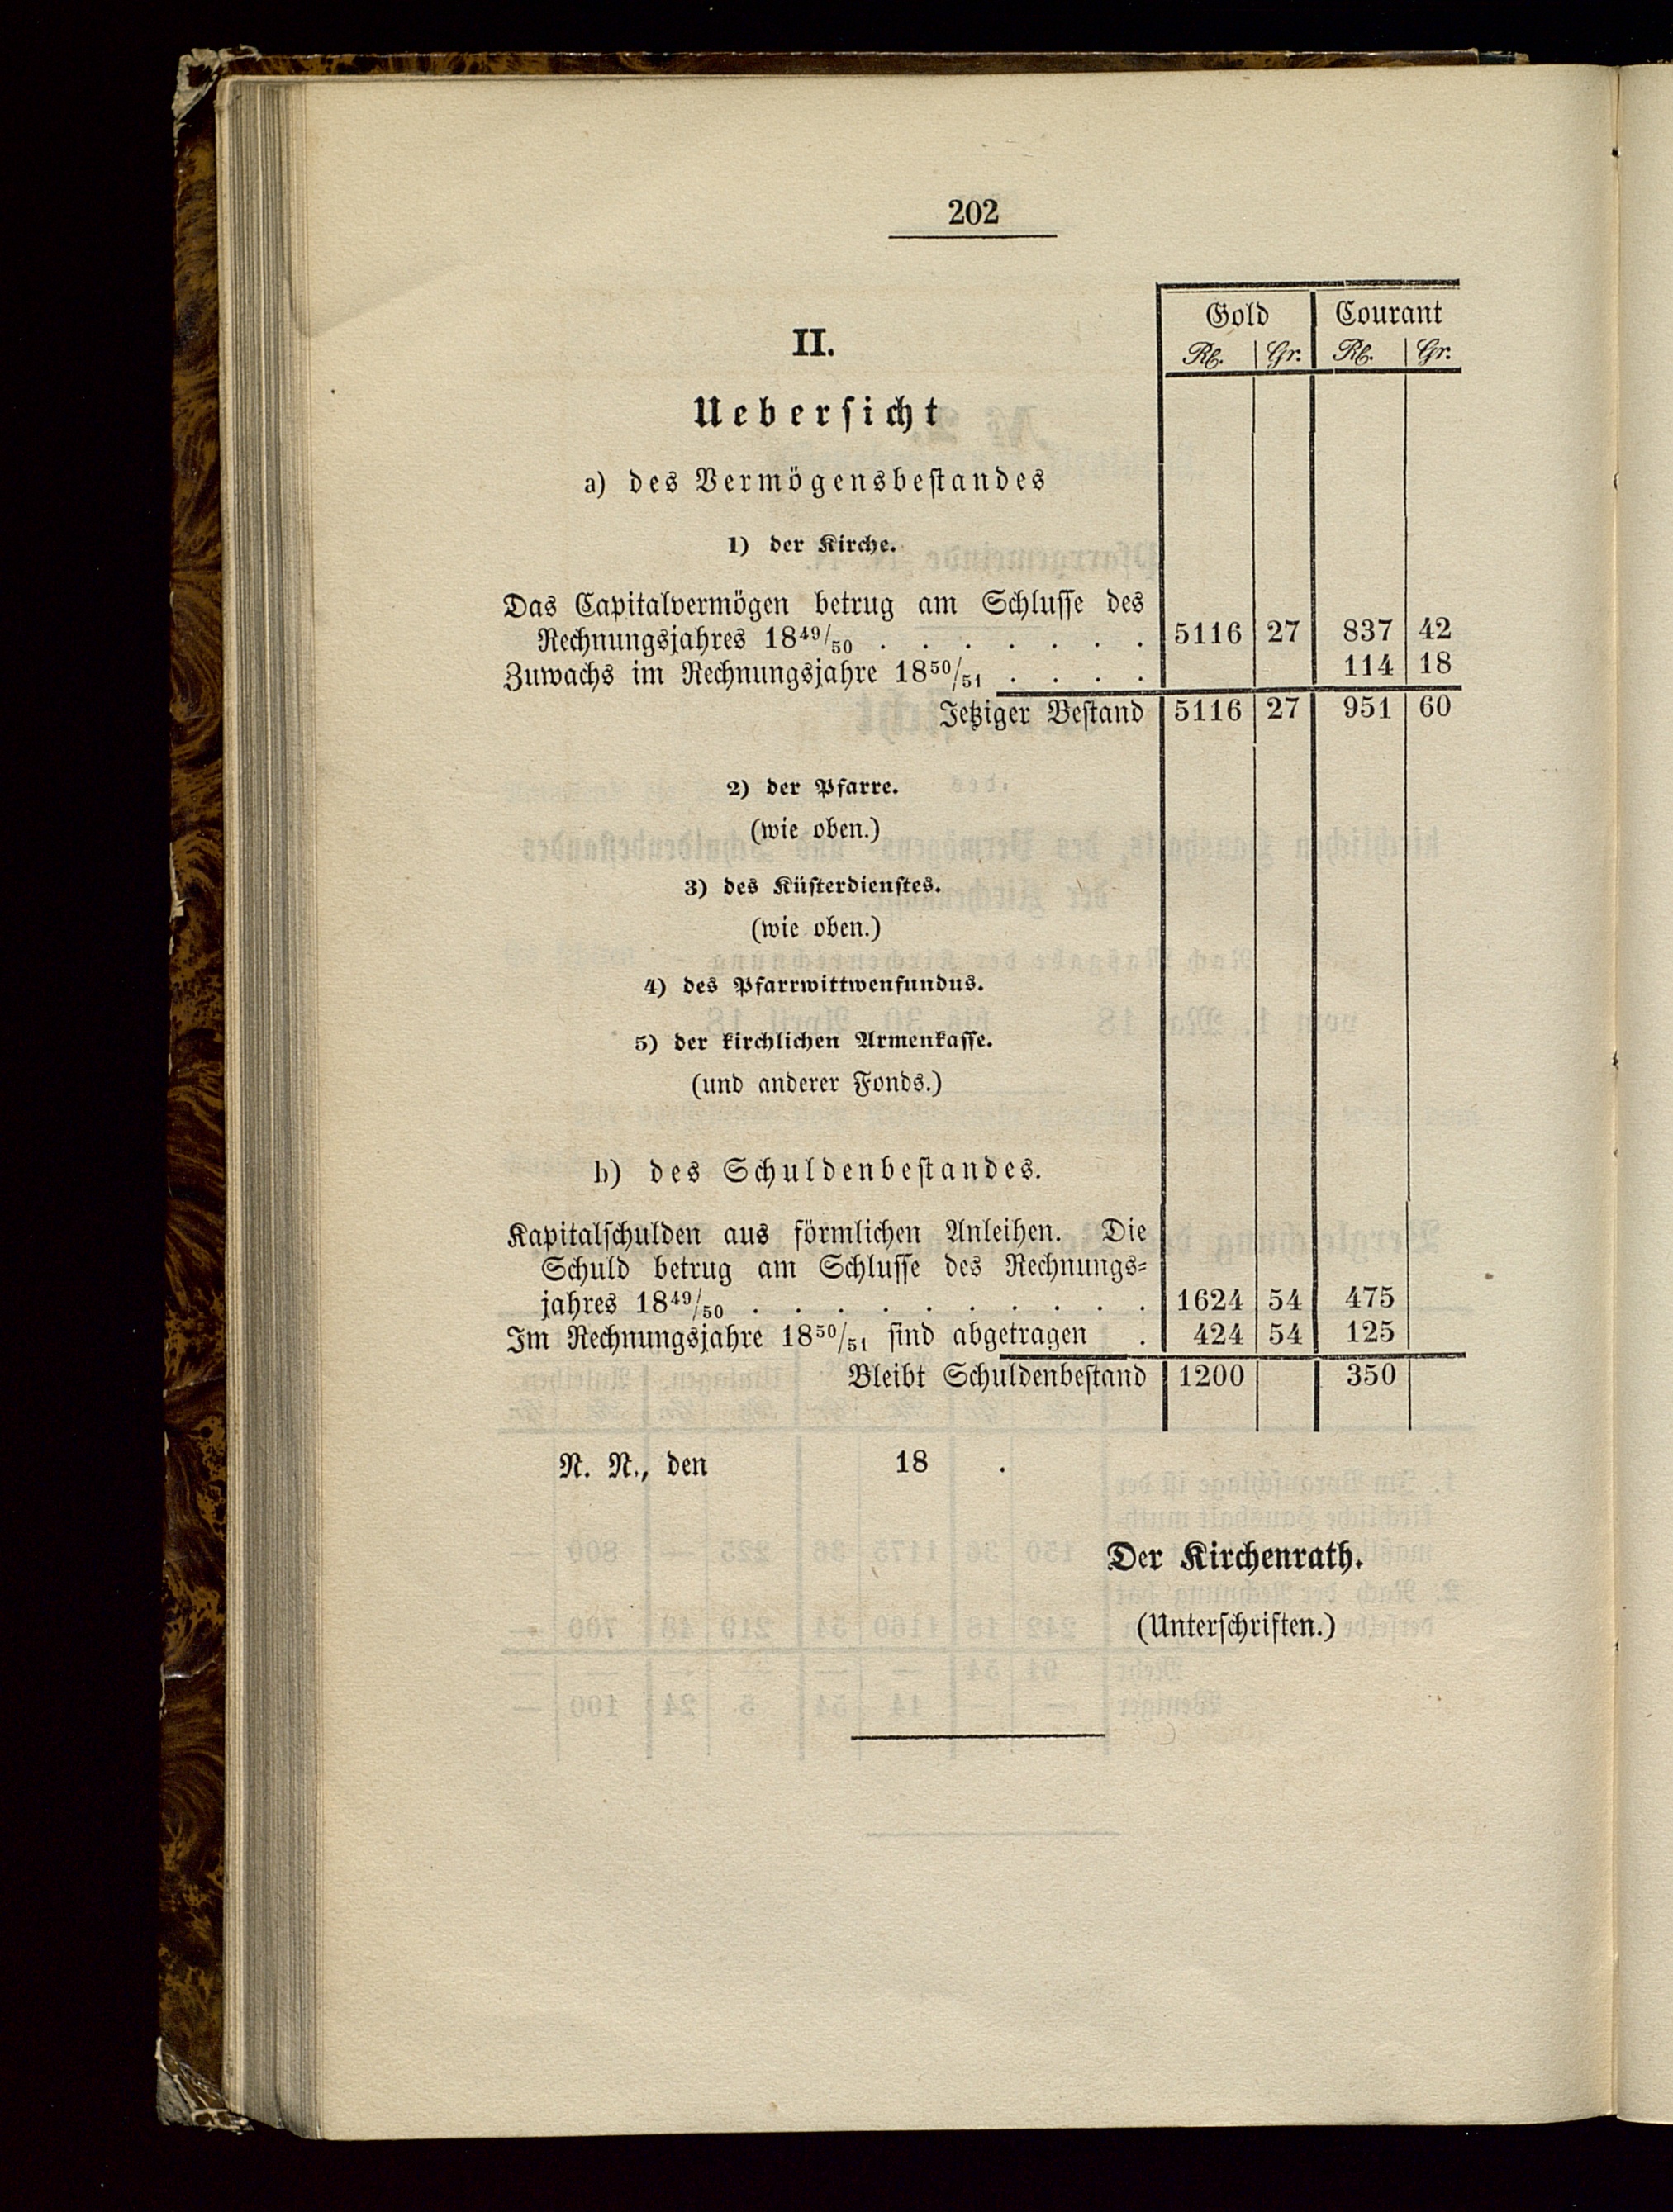 202
Gold Courant
II.
Rℓ. Gr. Rℓ. Gr.
Uebersicht
a) des Vermögensbestandes
1) der Kirche.
Das Capitalvermögen betrug am Schlusse des
Rechnungsjahres 18⁴⁹/₅₀ . . . . . . . 5116 27 837 42
Zuwachs im Rechnungsjahre 18⁵⁰/₅₁ . . . . 114 18
Jetziger Bestand 5116 27 951 60
2) der Pfarre.
(wie oben.)
3) des Küsterdienstes.
(wie oben.)
4) des Pfarrwittwenfundus.
5) der kirchlichen Armenkasse.
(und anderer Fonds.)
b) des Schuldenbestandes.
Kapitalschulden aus förmlichen Anleihen. Die
Schuld betrug am Schlusse des Rechnungs-
jahres 18⁴⁹/₅₀ . . . . . . . . . . 1624 54 475
Im Rechnungsjahre 18⁵⁰/₅₁ sind abgetragen . 424 54 125
Bleibt Schuldenbestand 1200 350
N. N., den 18 .
Der Kirchenrath.
(Unterschriften.)